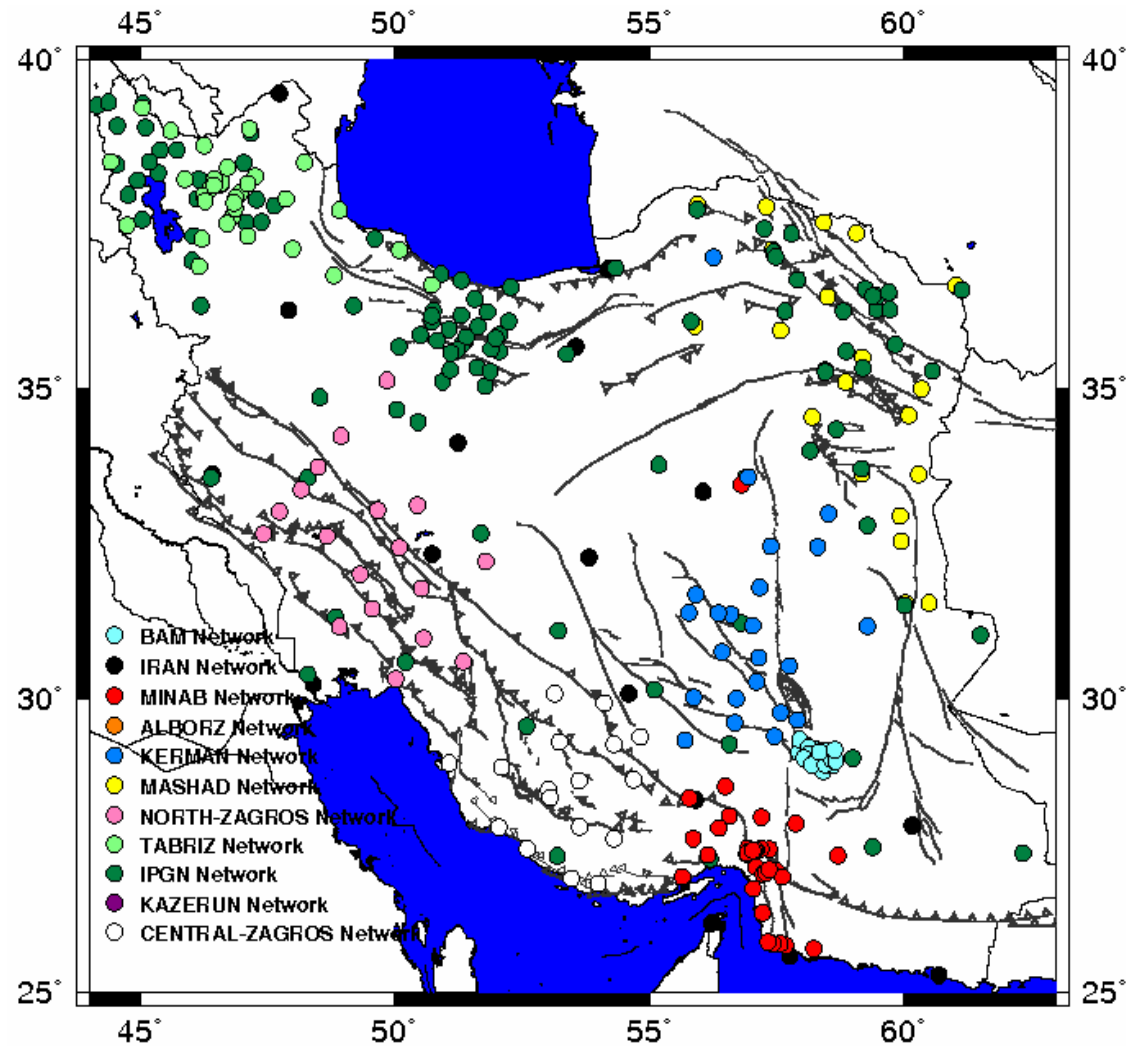 45° 50° 55° 60°
40° 40°
35° 35°
30° 30°
BAM Network
IRAN Network
MINAB Network
ALBORZ Network
KERMAN Network
MASHAD Network
NORTH-ZAGROS Network
TABRIZ Network
IPGN Network
KAZERUN Network
CENTRAL-ZAGROS Network
25° 25°
45° 50° 55° 60°